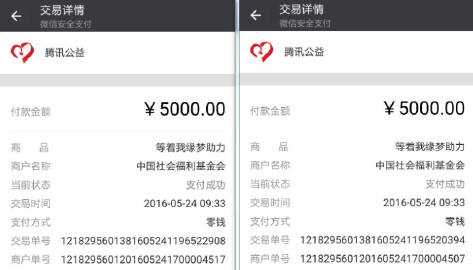 交易详情
微信安全支付
腾讯公益
付款金额 ￥5000.00
商 品 等着我缘梦助力
商户名称 中国社会福利基金会
当前状态 支付成功
交易时间 2016-05-24 09:33
支付方式 零钱
交易单号 1218295601381605241196522908
商户单号 1218295601201605241700004517
交易详情
微信安全支付
腾讯公益
付款金额 ￥5000.00
商 品 等着我缘梦助力
商户名称 中国社会福利基金会
当前状态 支付成功
交易时间 2016-05-24 09:33
支付方式 零钱
交易单号 1218295601381605241196520394
商户单号 1218295601201605241700004507